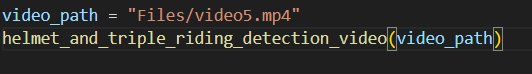 video_path = "Files/video5.mp4"
helmet_and_triple_riding_detection_video(video_path)